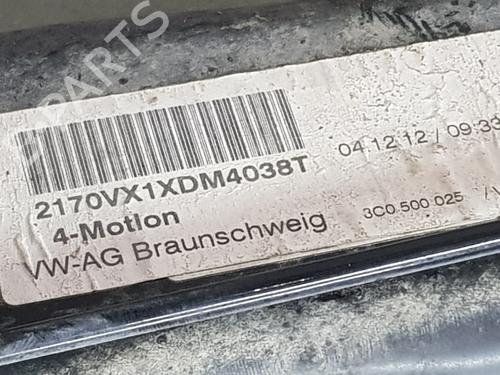 PARTS
2170VX1XDM4038T
04 12 12 / 09:33
4-Motion
VW-AG Braunschweig
3C0 500 025